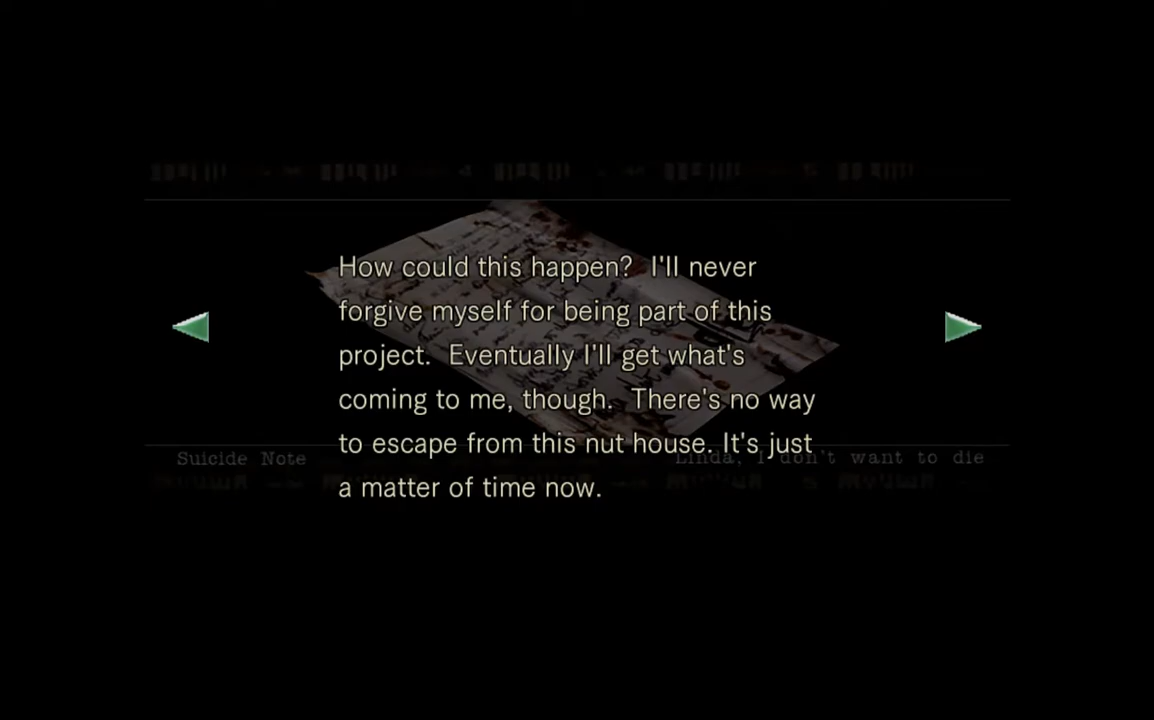 How could this happen?  I'll never
forgive myself for being part of this
project.  Eventually I'll get what's
coming to me, though.  There's no way
to escape from this nut house. It's just
Suicide Note
Linda, I don't want to die
a matter of time now.